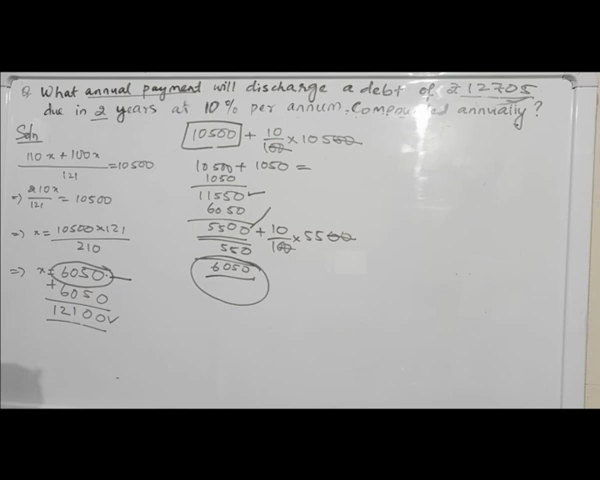 Q. What annual payment will discharge a debt of ₹12705
due in 2 years at 10% per annum. Compounded annually?
Soln
110x+100x
121
=10500
⇒ 210x
121
= 10500
⇒ x= 10500×121
210
⇒ x= 6050
+6050
12100✓
10500 + 10
100
×10500
10500+1050=
1050
11550
6050
5500 + 10
100
×5500
550
6050